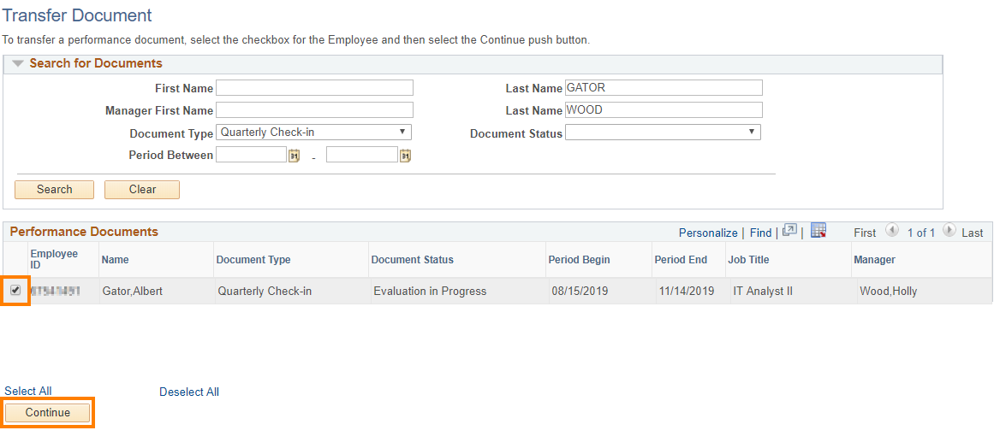 Transfer Document
To transfer a performance document, select the checkbox for the Employee and then select the Continue push button.
Search for Documents
First Name Last Name GATOR
Manager First Name Last Name WOOD
Document Type Quarterly Check-in Document Status
Period Between 31 - 31
Search Clear
Performance Documents Personalize | Find | | First 1 of 1 Last
Employee ID Name Document Type Document Status Period Begin Period End Job Title Manager
Gator,Albert Quarterly Check-in Evaluation in Progress 08/15/2019 11/14/2019 IT Analyst II Wood,Holly
Select All Deselect All
Continue